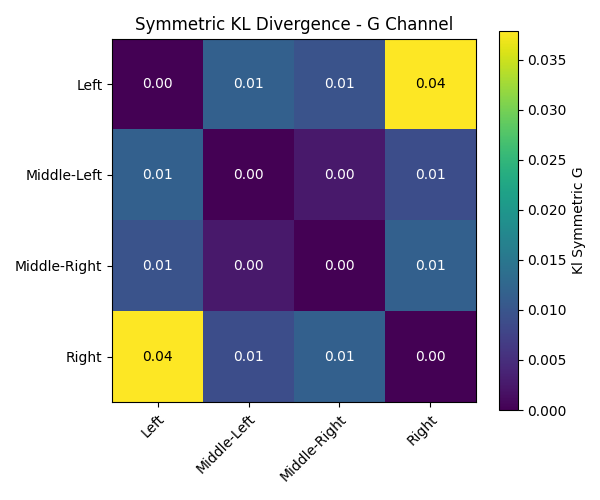 Symmetric KL Divergence - G Channel
Left 0.00 0.01 0.01 0.04
Middle-Left 0.01 0.00 0.00 0.01
Middle-Right 0.01 0.00 0.00 0.01
Right 0.04 0.01 0.01 0.00
Left Middle-Left Middle-Right Right
0.035
0.030
0.025
0.020
0.015
0.010
0.005
0.000
Kl Symmetric G